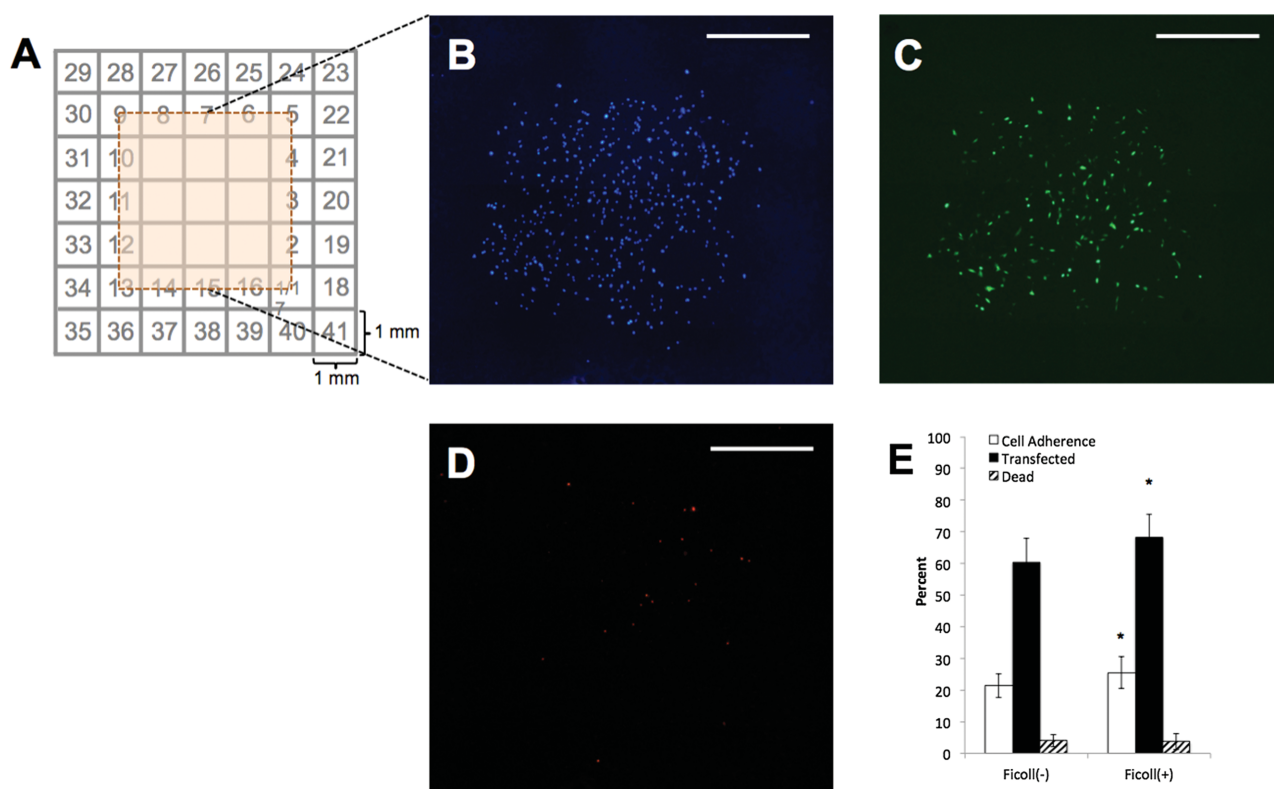 A
29 28 27 26 25 24 23
30 9 8 7 6 5 22
31 10 4 21
32 11 3 20
33 12 2 19
34 13 14 15 16 1/1 18
7
35 36 37 38 39 40 41
1 mm
1 mm
B
C
D
E
Cell Adherence
Transfected
Dead
100
90
80
70
60
50
40
30
20
10
0
Percent
*
*
Ficoll(-) Ficoll(+)